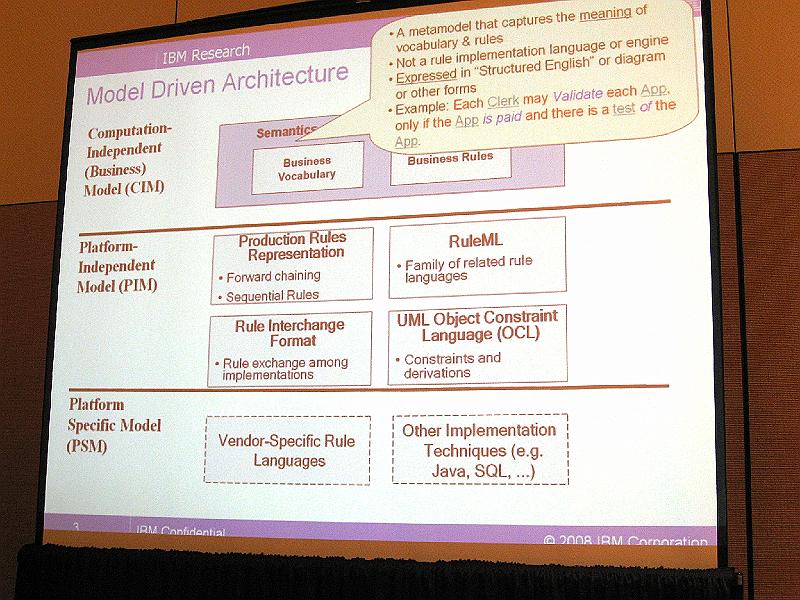 IBM Research
Model Driven Architecture
• A metamodel that captures the meaning of
vocabulary & rules
• Not a rule implementation language or engine
• Expressed in "Structured English" or diagram
or other forms
• Example: Each Clerk may Validate each App,
only if the App is paid and there is a test of the
App.
Computation-
Independent
(Business)
Model (CIM)
Semantics
Business
Vocabulary
Business Rules
Platform-
Independent
Model (PIM)
Production Rules
Representation
• Forward chaining
• Sequential Rules
RuleML
• Family of related rule
languages
Rule Interchange
Format
• Rule exchange among
implementations
UML Object Constraint
Language (OCL)
• Constraints and
derivations
Platform
Specific Model
(PSM)
Vendor-Specific Rule
Languages
Other Implementation
Techniques (e.g.
Java, SQL, ...)
3
IBM Confidential
© 2008 IBM Corporation